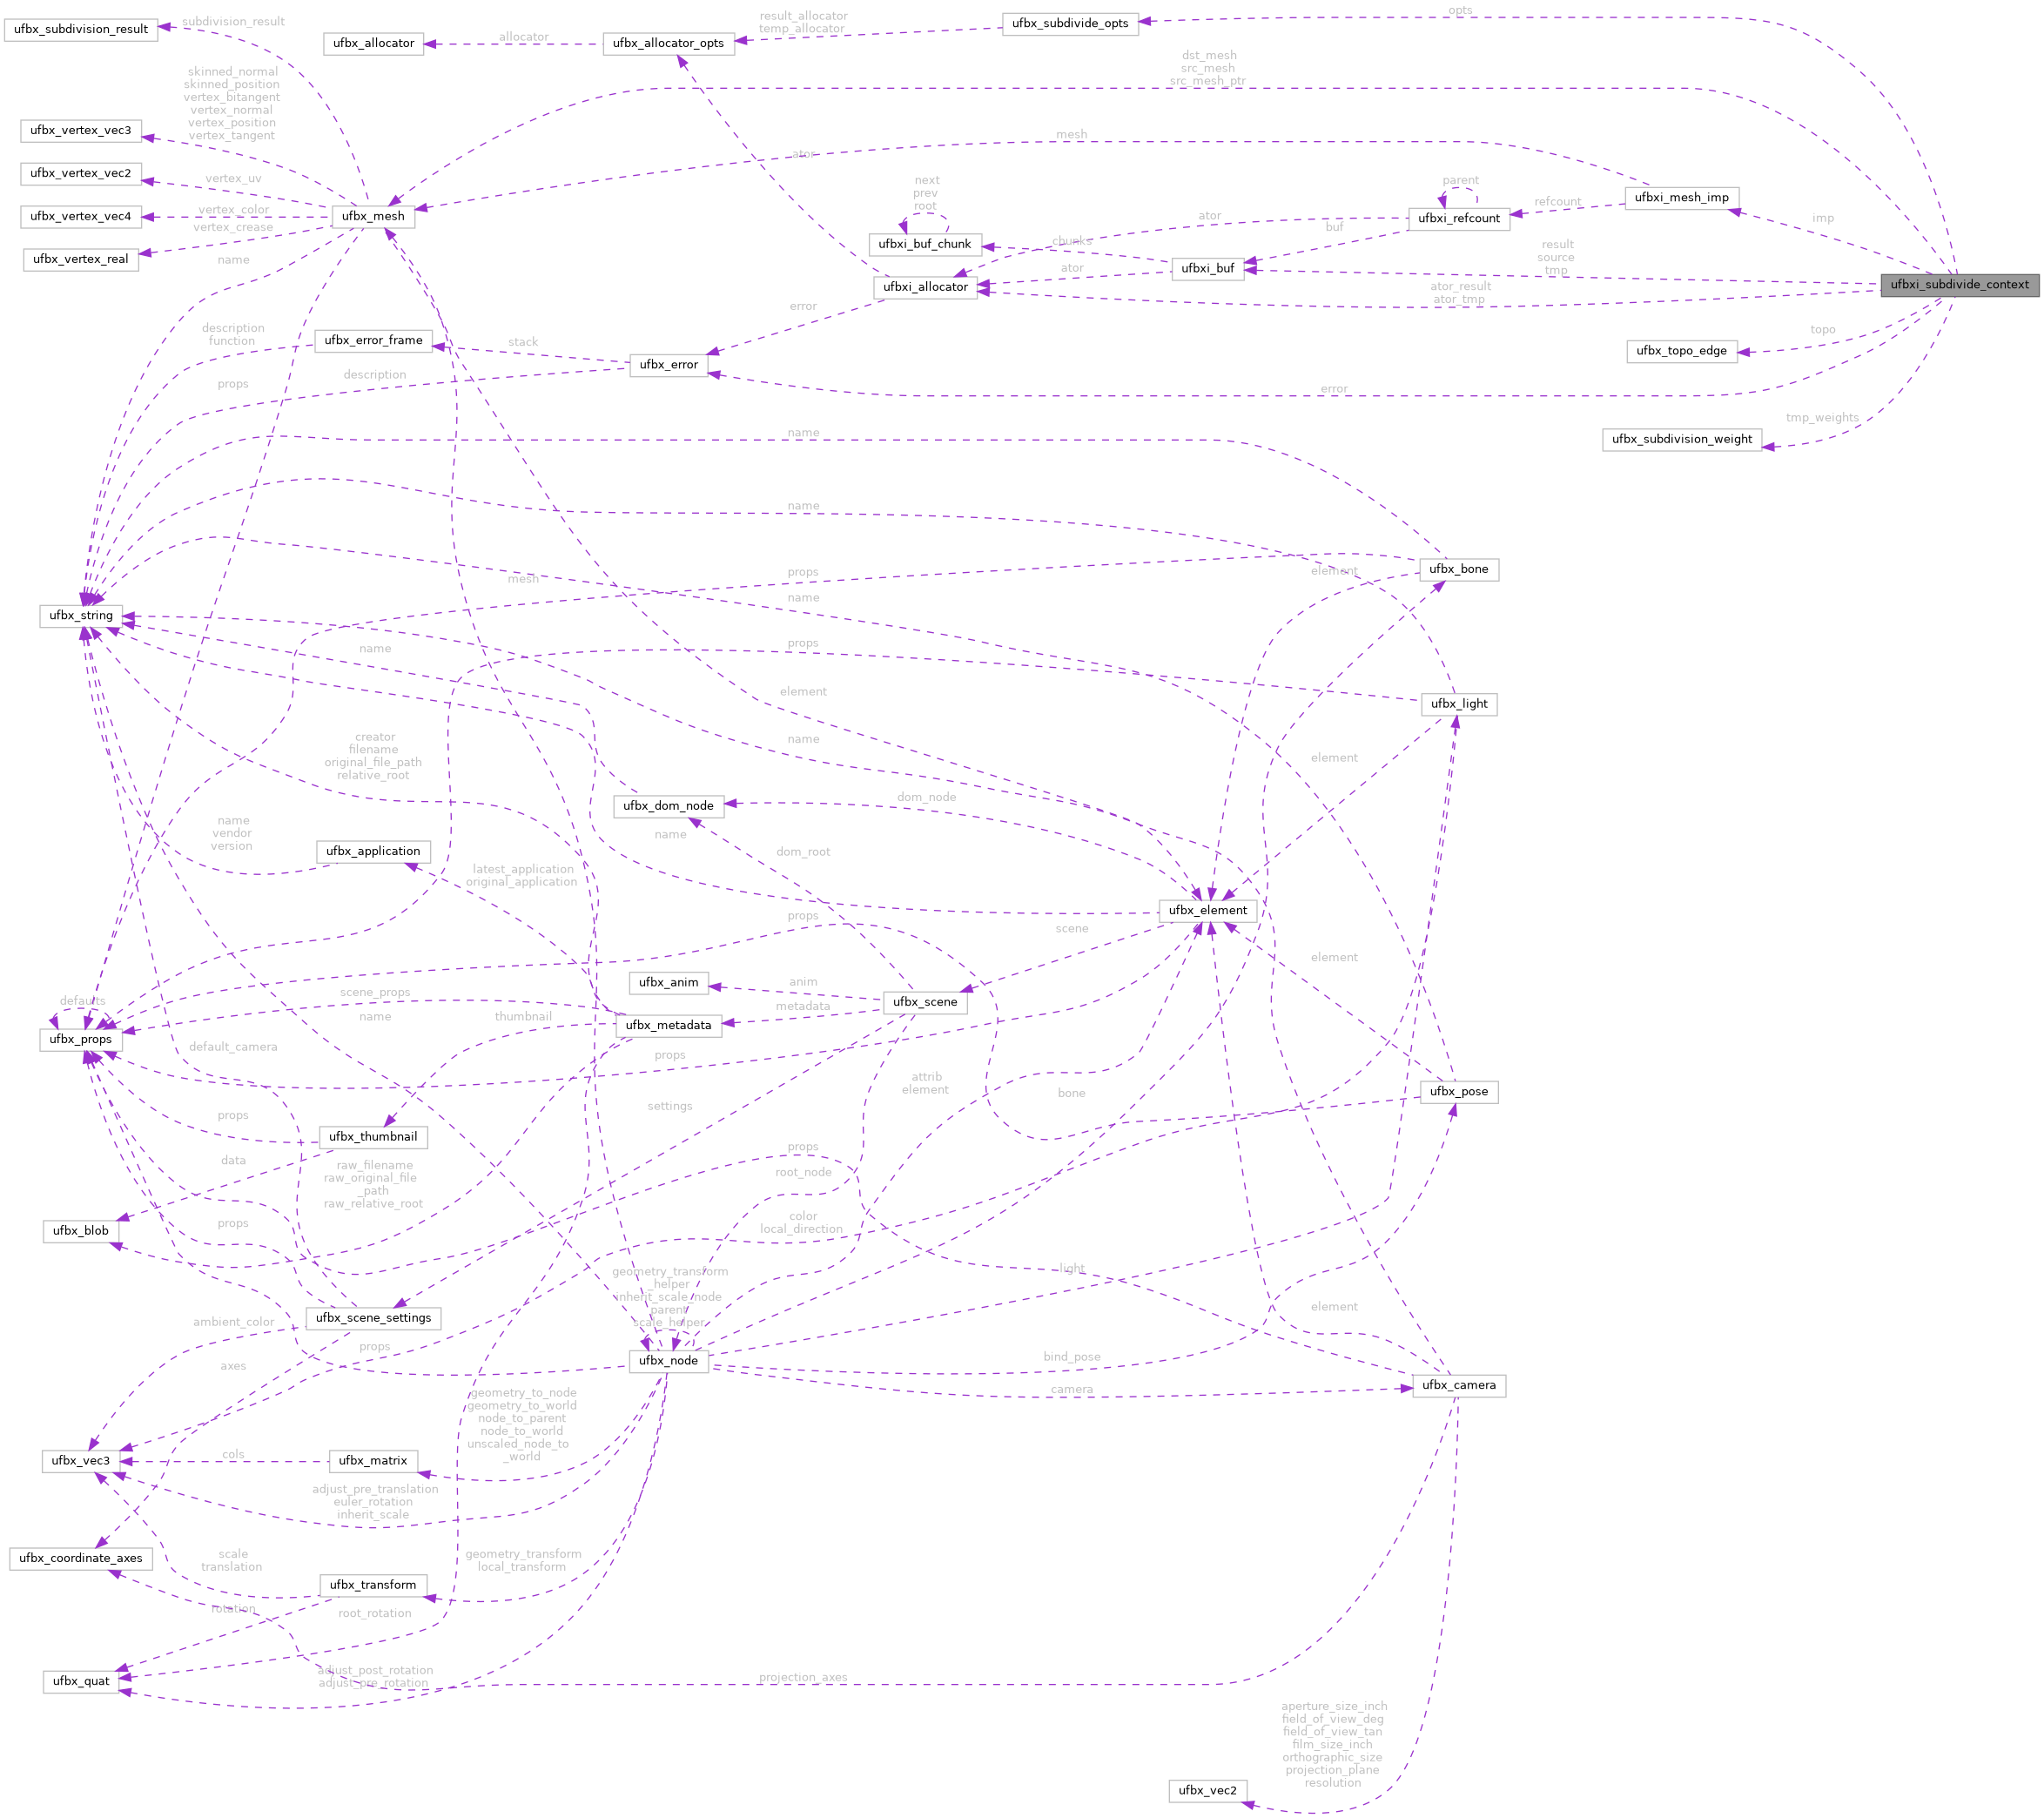 opts
result_allocator
temp_allocator
ufbx_subdivide_opts
subdivision_result
ufbx_subdivision_result
allocator
ufbx_allocator
ufbx_allocator_opts
dst_mesh
src_mesh
src_mesh_ptr
skinned_normal
skinned_position
vertex_bitangent
vertex_normal
vertex_position
vertex_tangent
ufbx_vertex_vec3
mesh
ator
ufbx_vertex_vec2
vertex_uv
next
prev
root
parent
ufbxi_mesh_imp
refcount
ufbx_vertex_vec4
vertex_color
ufbx_mesh
ator
ufbxi_refcount
imp
vertex_crease
buf
ufbxi_buf_chunk
chunks
result
source
tmp
ufbx_vertex_real
name
ator
ufbxi_buf
ufbxi_allocator
ator_result
ator_tmp
ufbxi_subdivide_context
error
description
function
ufbx_error_frame
stack
topo
ufbx_topo_edge
ufbx_error
props
description
error
tmp_weights
name
ufbx_subdivision_weight
name
mesh
props
element
ufbx_bone
name
ufbx_string
name
props
element
ufbx_light
creator
filename
original_file_path
relative_root
name
element
dom_node
ufbx_dom_node
name
vendor
version
name
ufbx_application
dom_root
latest_application
original_application
ufbx_element
props
scene
element
anim
ufbx_anim
scene_props
defaults
ufbx_scene
metadata
name
thumbnail
ufbx_metadata
ufbx_props
default_camera
props
attrib
element
bone
ufbx_pose
settings
props
ufbx_thumbnail
props
data
raw_filename
raw_original_file
_path
raw_relative_root
root_node
props
ufbx_blob
color
local_direction
geometry_transform
_helper
inherit_scale_node
parent
scale_helper
light
element
ambient_color
ufbx_scene_settings
props
axes
ufbx_node
bind_pose
camera
ufbx_camera
geometry_to_node
geometry_to_world
node_to_parent
node_to_world
unscaled_node_to
_world
ufbx_vec3
cols
ufbx_matrix
adjust_pre_translation
euler_rotation
inherit_scale
ufbx_coordinate_axes
scale
translation
geometry_transform
local_transform
ufbx_transform
rotation
root_rotation
ufbx_quat
adjust_post_rotation
adjust_pre_rotation
projection_axes
aperture_size_inch
field_of_view_deg
field_of_view_tan
film_size_inch
orthographic_size
projection_plane
resolution
ufbx_vec2